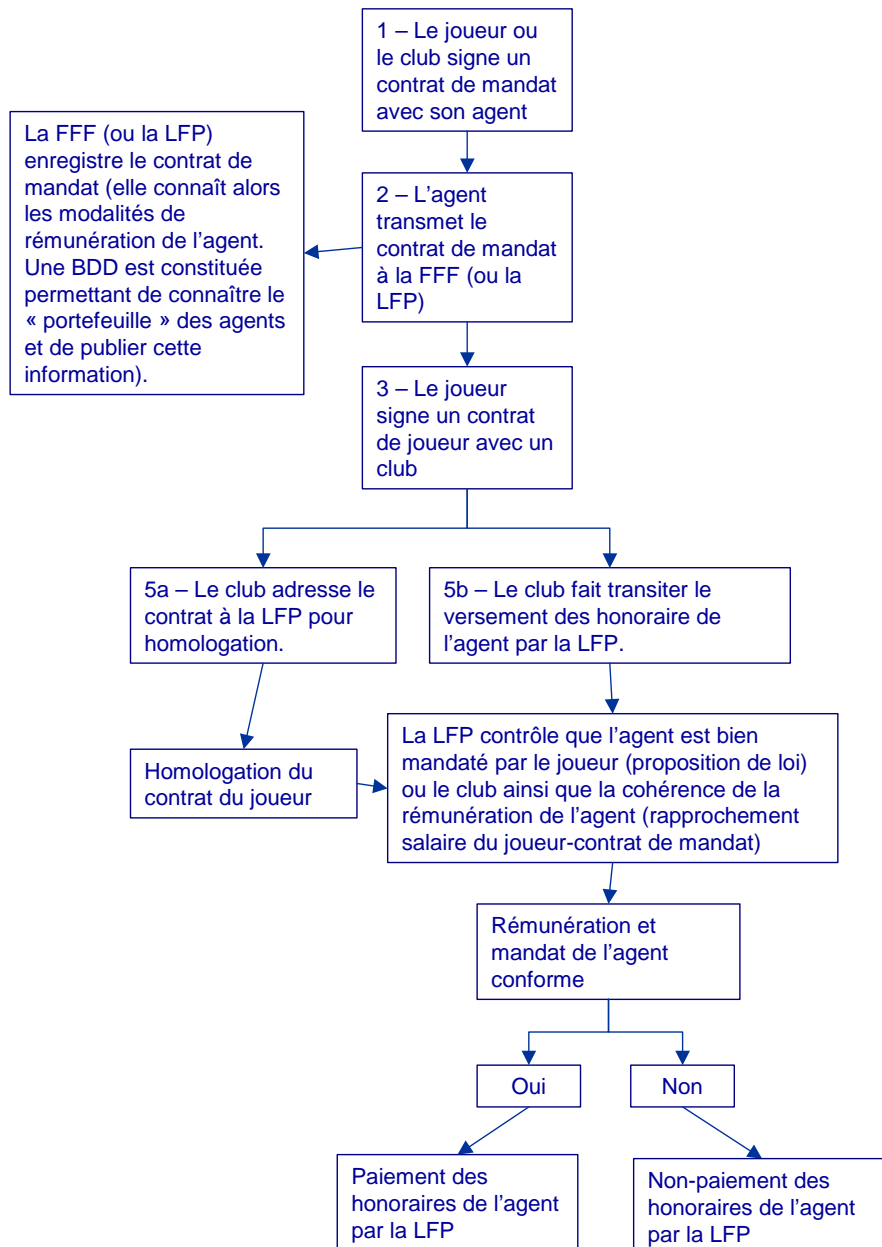 1 – Le joueur ou
le club signe un
contrat de mandat
avec son agent
La FFF (ou la LFP)
enregistre le contrat de
mandat (elle connaît alors
les modalités de
rémunération de l'agent.
Une BDD est constituée
permettant de connaître le
« portefeuille » des agents
et de publier cette
information).
2 – L'agent
transmet le
contrat de mandat
à la FFF (ou la
LFP)
3 – Le joueur
signe un contrat
de joueur avec un
club
5a – Le club adresse le
contrat à la LFP pour
homologation.
5b – Le club fait transiter le
versement des honoraire de
l'agent par la LFP.
Homologation du
contrat du joueur
La LFP contrôle que l'agent est bien
mandaté par le joueur (proposition de loi)
ou le club ainsi que la cohérence de la
rémunération de l'agent (rapprochement
salaire du joueur-contrat de mandat)
Rémunération et
mandat de l'agent
conforme
Oui
Non
Paiement des
honoraires de l'agent
par la LFP
Non-paiement des
honoraires de l'agent
par la LFP